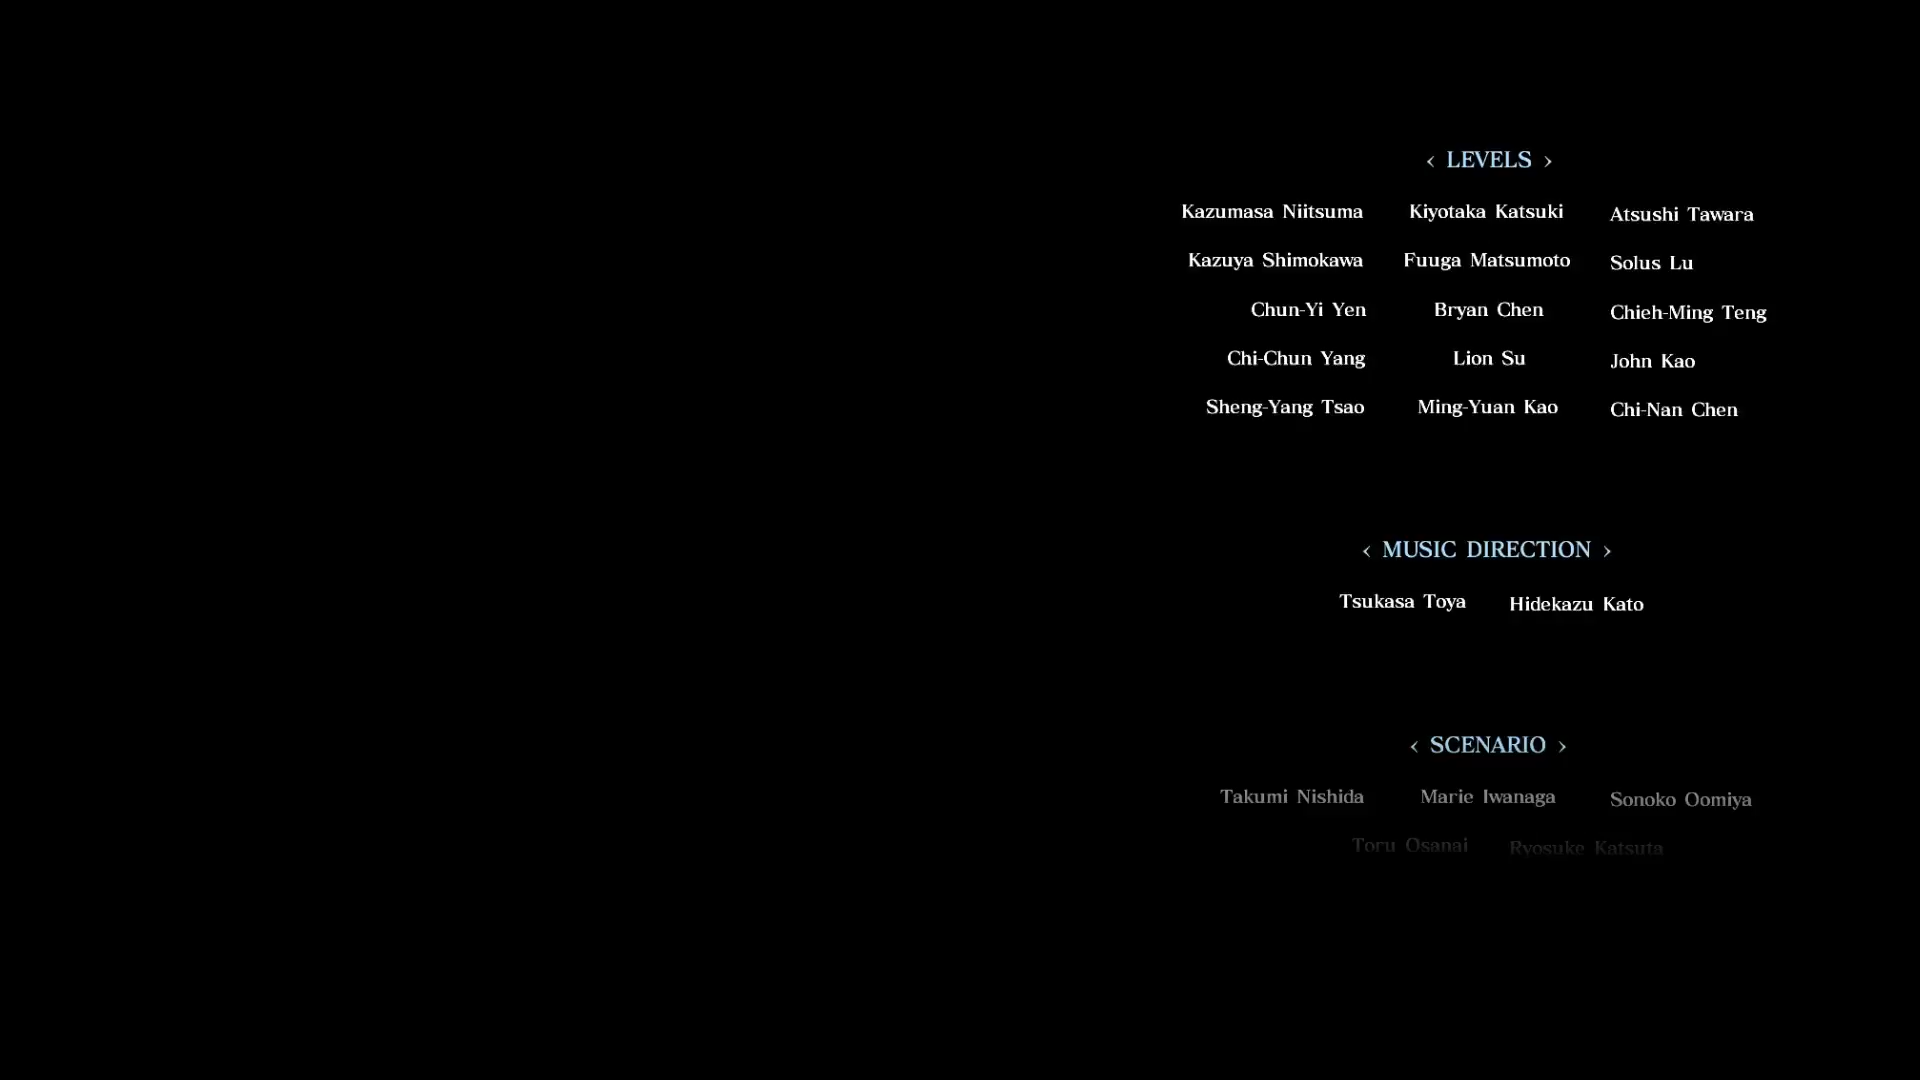 ‹ LEVELS ›
Kazumasa Niitsuma Kiyotaka Katsuki Atsushi Tawara
Kazuya Shimokawa Fuuga Matsumoto Solus Lu
Chun-Yi Yen Bryan Chen Chieh-Ming Teng
Chi-Chun Yang Lion Su John Kao
Sheng-Yang Tsao Ming-Yuan Kao Chi-Nan Chen
‹ MUSIC DIRECTION ›
Tsukasa Toya Hidekazu Kato
‹ SCENARIO ›
Takumi Nishida Marie Iwanaga Sonoko Oomiya
Toru Osanai Ryosuke Katsuta